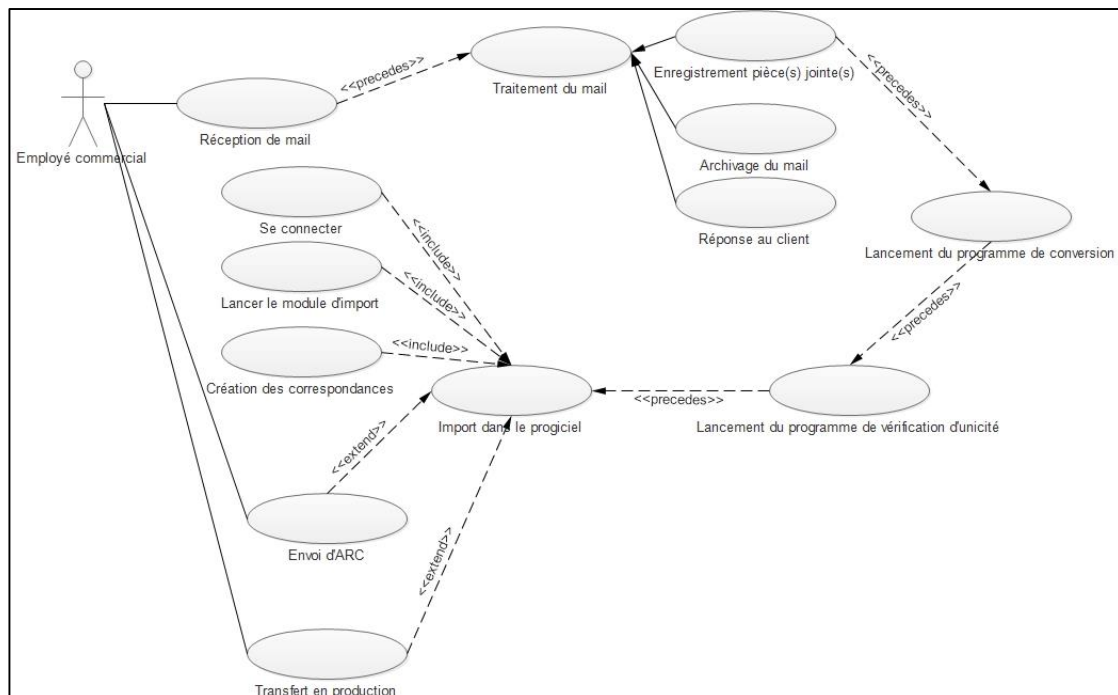 <<precedes>>
Traitement du mail
Enregistrement pièce(s) jointe(s)
<<precedes>>
Employé commercial
Réception de mail
Archivage du mail
Se connecter
<<include>>
Réponse au client
Lancement du programme de conversion
Lancer le module d'import
<<include>>
<<precedes>>
Création des correspondances
<<include>>
<<precedes>>
Import dans le progiciel
Lancement du programme de vérification d'unicité
<<extend>>
Envoi d'ARC
<<extend>>
Transfert en production